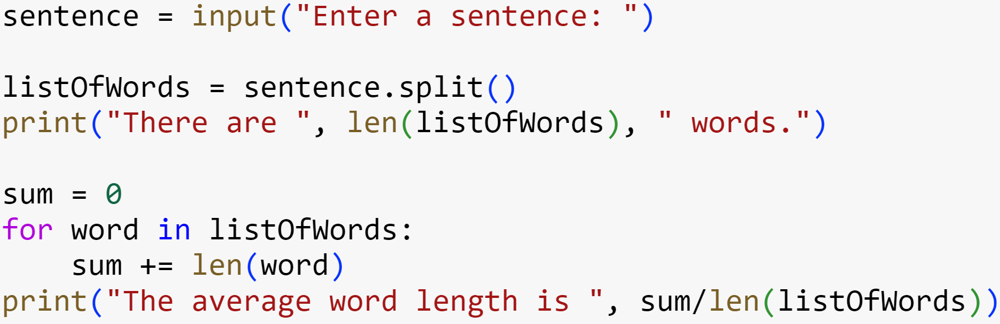 sentence = input("Enter a sentence: ")
listOfWords = sentence.split()
print("There are ", len(listOfWords), " words.")
sum = 0
for word in listOfWords:
    sum += len(word)
print("The average word length is ", sum/len(listOfWords))